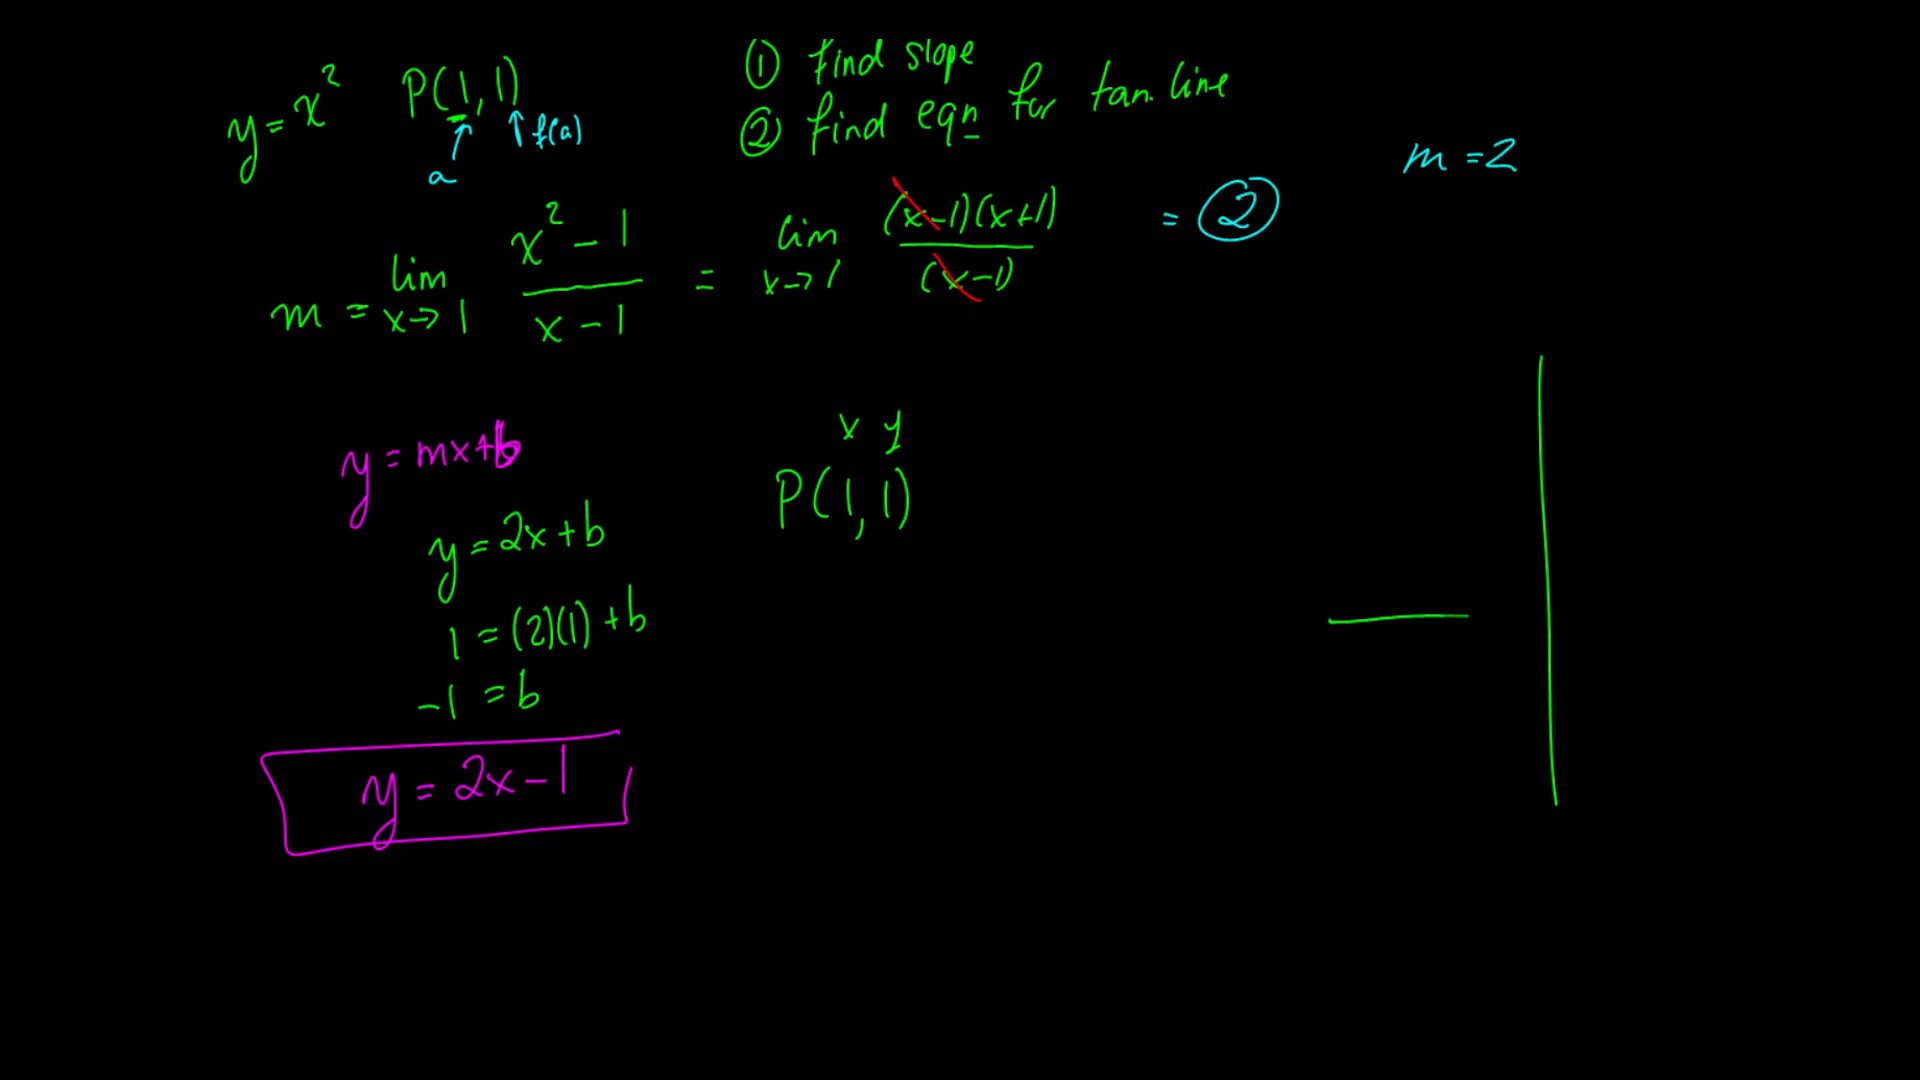 y = x² P(1, 1)
a f(a)
① find slope
② find eqn for tan. line
m = 2
m = lim x→1 (x² - 1)/(x - 1) = lim x→1 (x-1)(x+1)/(x-1) = 2
y = mx+b
x y
P(1, 1)
y = 2x + b
1 = (2)(1) + b
-1 = b
y = 2x - 1